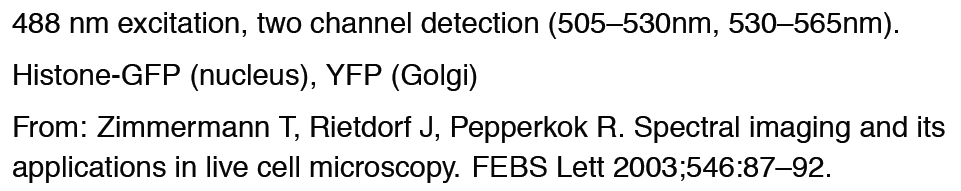 488 nm excitation, two channel detection (505–530nm, 530–565nm).
Histone-GFP (nucleus), YFP (Golgi)
From: Zimmermann T, Rietdorf J, Pepperkok R. Spectral imaging and its
applications in live cell microscopy. FEBS Lett 2003;546:87–92.